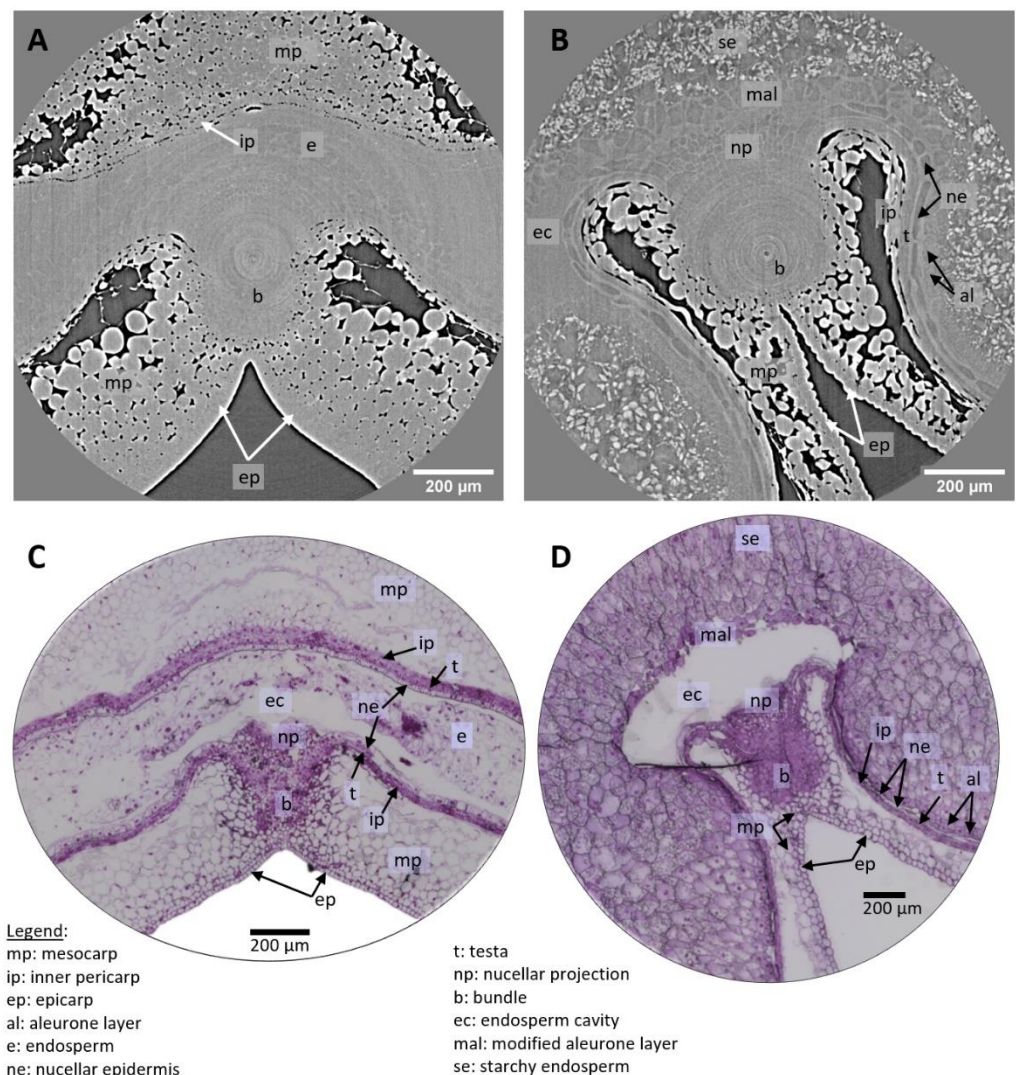 A
mp
ip
e
b
mp
ep
200 µm
B
se
mal
np
ne
ip
ec
t
b
al
mp
ep
200 µm
C
mp
ip
t
ne
ec
e
np
t
b
ip
mp
ep
200 µm
D
se
mal
ec
np
ip
ne
t
al
b
mp
ep
200 µm
Legend:
mp: mesocarp
ip: inner pericarp
ep: epicarp
al: aleurone layer
e: endosperm
ne: nucellar epidermis
t: testa
np: nucellar projection
b: bundle
ec: endosperm cavity
mal: modified aleurone layer
se: starchy endosperm